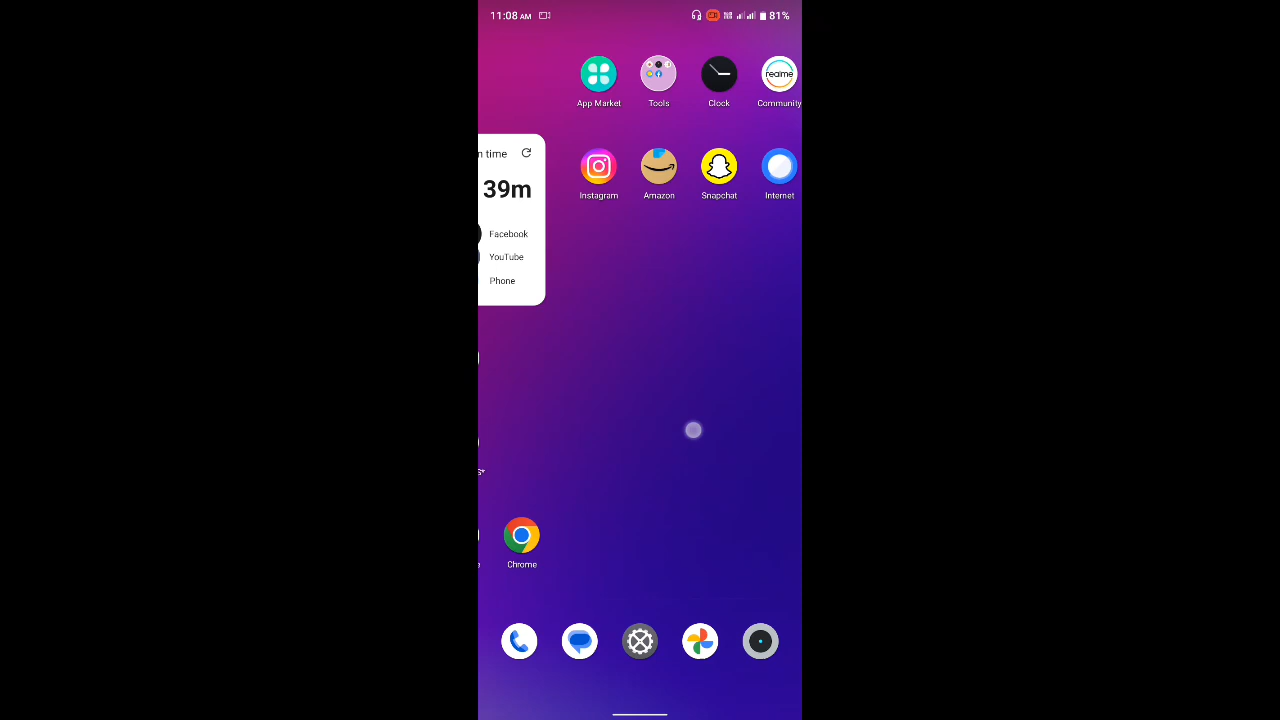 11:08 AM
81%
App Market
Tools
Clock
realme
Community
n time
39m
Facebook
YouTube
Phone
Instagram
Amazon
Snapchat
Internet
s*
e
Chrome